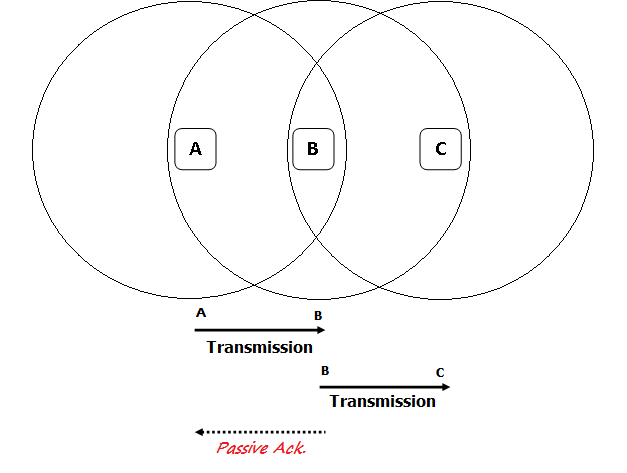 A B C
A B
Transmission
B C
Transmission
Passive Ack.